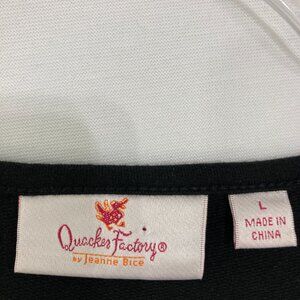 Quacker Factory®
by Jeanne Bice
L
MADE IN
CHINA